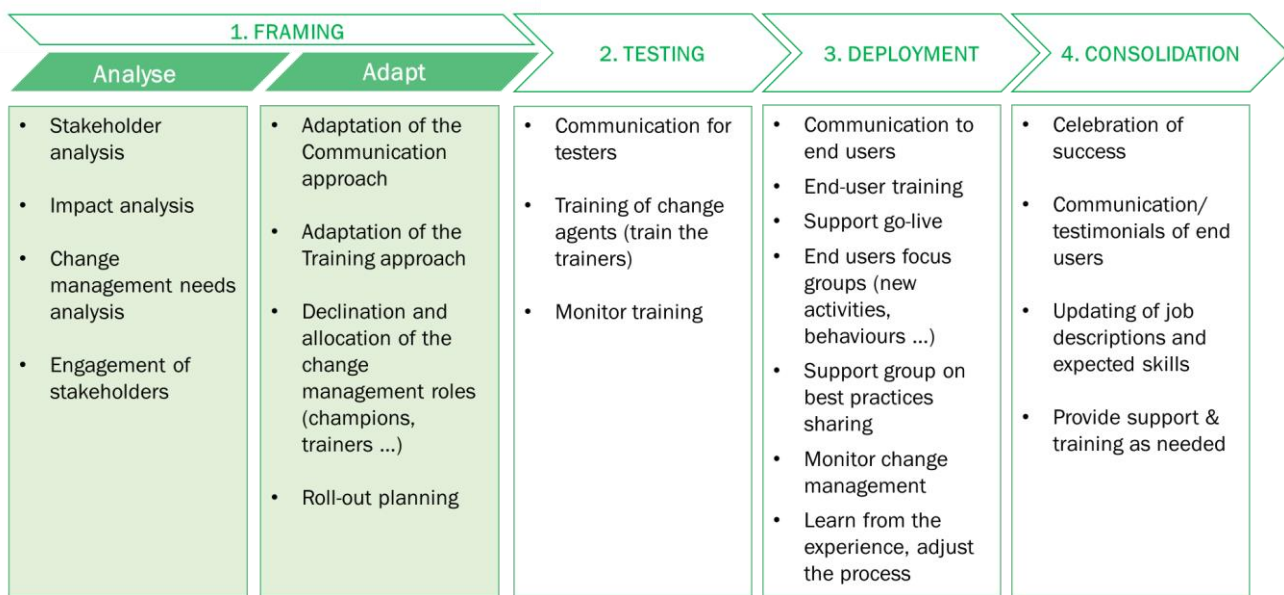 1. FRAMING
2. TESTING
3. DEPLOYMENT
4. CONSOLIDATION
Analyse
Adapt
• Stakeholder
analysis
• Impact analysis
• Change
management needs
analysis
• Engagement of
stakeholders
• Adaptation of the
Communication
approach
• Adaptation of the
Training approach
• Declination and
allocation of the
change
management roles
(champions,
trainers ...)
• Roll-out planning
• Communication for
testers
• Training of change
agents (train the
trainers)
• Monitor training
• Communication to
end users
• End-user training
• Support go-live
• End users focus
groups (new
activities,
behaviours ...)
• Support group on
best practices
sharing
• Monitor change
management
• Learn from the
experience, adjust
the process
• Celebration of
success
• Communication/
testimonials of end
users
• Updating of job
descriptions and
expected skills
• Provide support &
training as needed